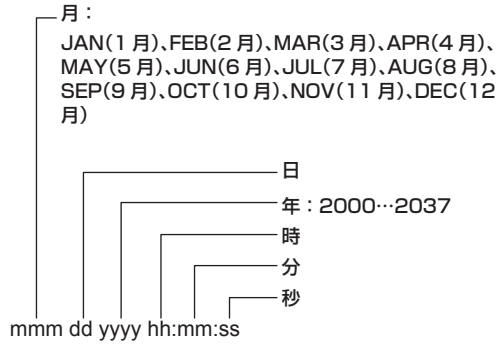 月：
JAN(1月)、FEB(2月)、MAR(3月)、APR(4月)、
MAY(5月)、JUN(6月)、JUL(7月)、AUG(8月)、
SEP(9月)、OCT(10月)、NOV(11月)、DEC(12
月)
日
年：2000…2037
時
分
秒
mmm dd yyyy hh:mm:ss